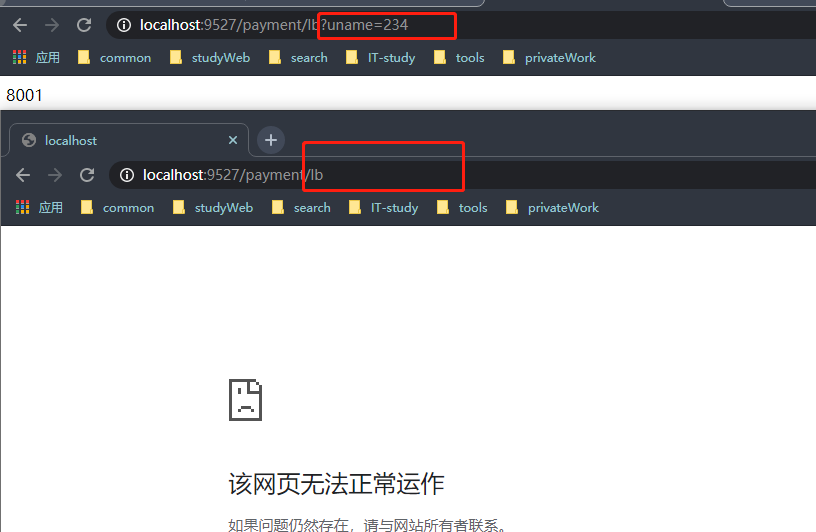 localhost:9527/payment/lb?uname=234
应用 common studyWeb search IT-study tools privateWork
8001
localhost
localhost:9527/payment/lb
应用 common studyWeb search IT-study tools privateWork
该网页无法正常运作
如果问题仍然存在，请与网站所有者联系。